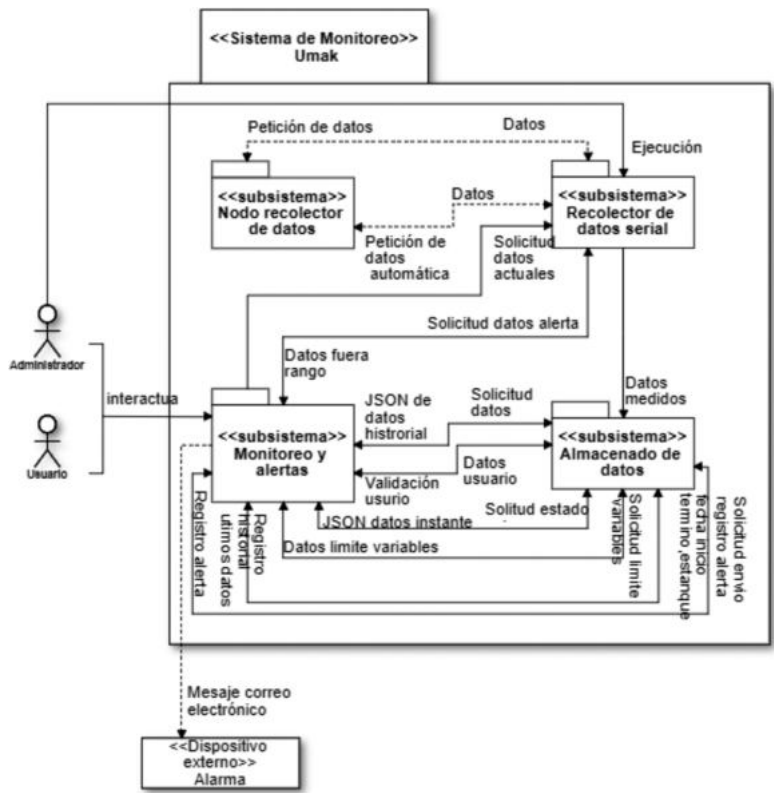 <<Sistema de Monitoreo>>
Umak
Petición de datos
Datos
Ejecución
<<subsistema>>
Nodo recolector
de datos
Datos
<<subsistema>>
Recolector de
datos serial
Petición de
datos
automática
Solicitud
datos
actuales
Solicitud datos alerta
Datos fuera
rango
Administrador
interactua
Usuario
JSON de
datos
histrorial
Solicitud
datos
Datos
medidos
<<subsistema>>
Monitoreo y
alertas
<<subsistema>>
Almacenado de
datos
Validación
usurio
Datos
usuario
JSON datos instante
Solitud estado
Datos limite variables
Registro alerta
Registro
historial
utimos datos
Solicitud limite
variables
Solicitud envio
registro alerta
fecha inicio
termino,estanque
Mesaje correo
electrónico
<<Dispositivo
externo>>
Alarma